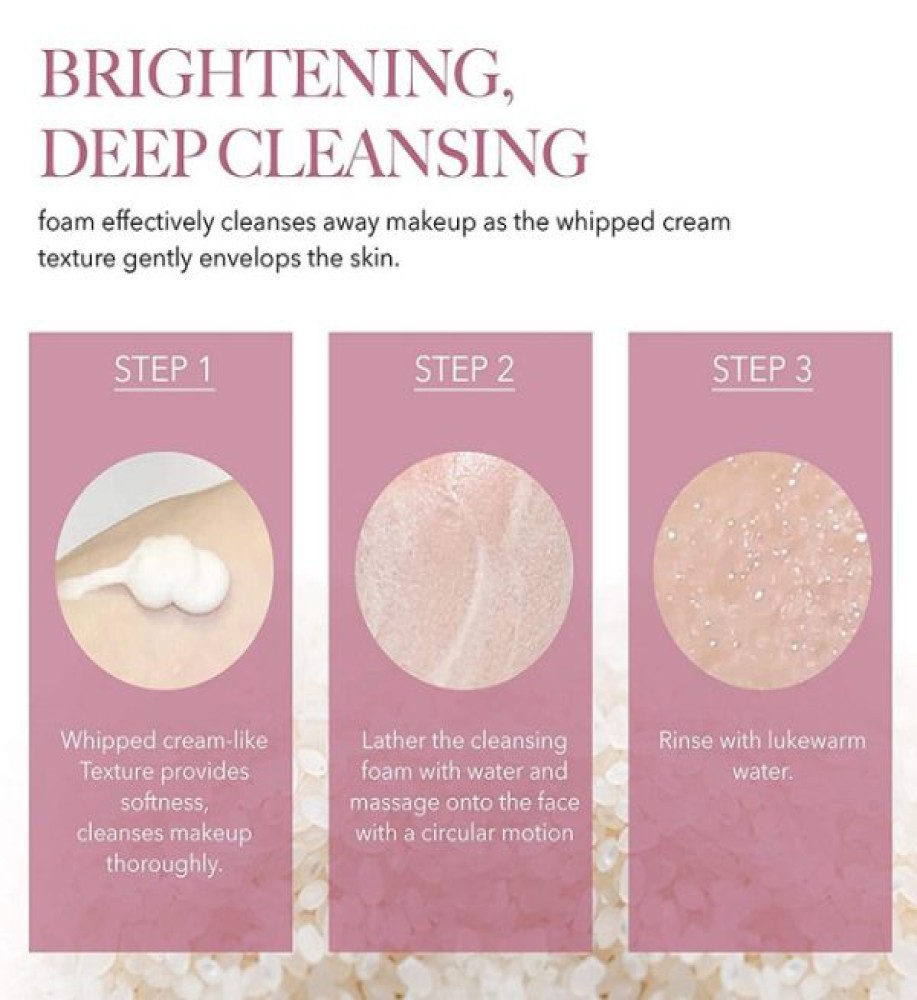 BRIGHTENING,
DEEP CLEANSING
foam effectively cleanses away makeup as the whipped cream
texture gently envelops the skin.
STEP 1
Whipped cream-like
Texture provides
softness,
cleanses makeup
thoroughly.
STEP 2
Lather the cleansing
foam with water and
massage onto the face
with a circular motion
STEP 3
Rinse with lukewarm
water.